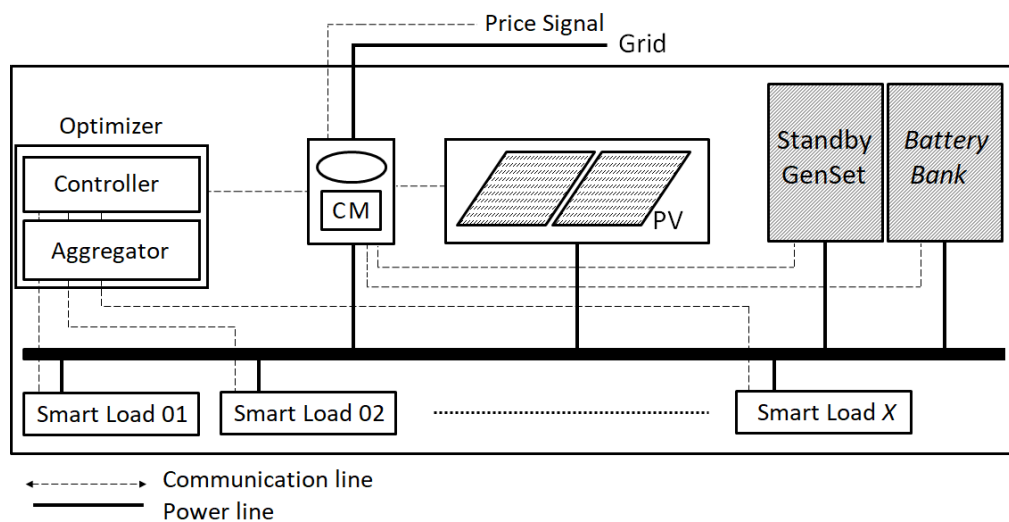 Price Signal
Grid
Optimizer
Controller
Aggregator
CM
PV
Standby
GenSet
Battery
Bank
Smart Load 01
Smart Load 02
Smart Load X
Communication line
Power line